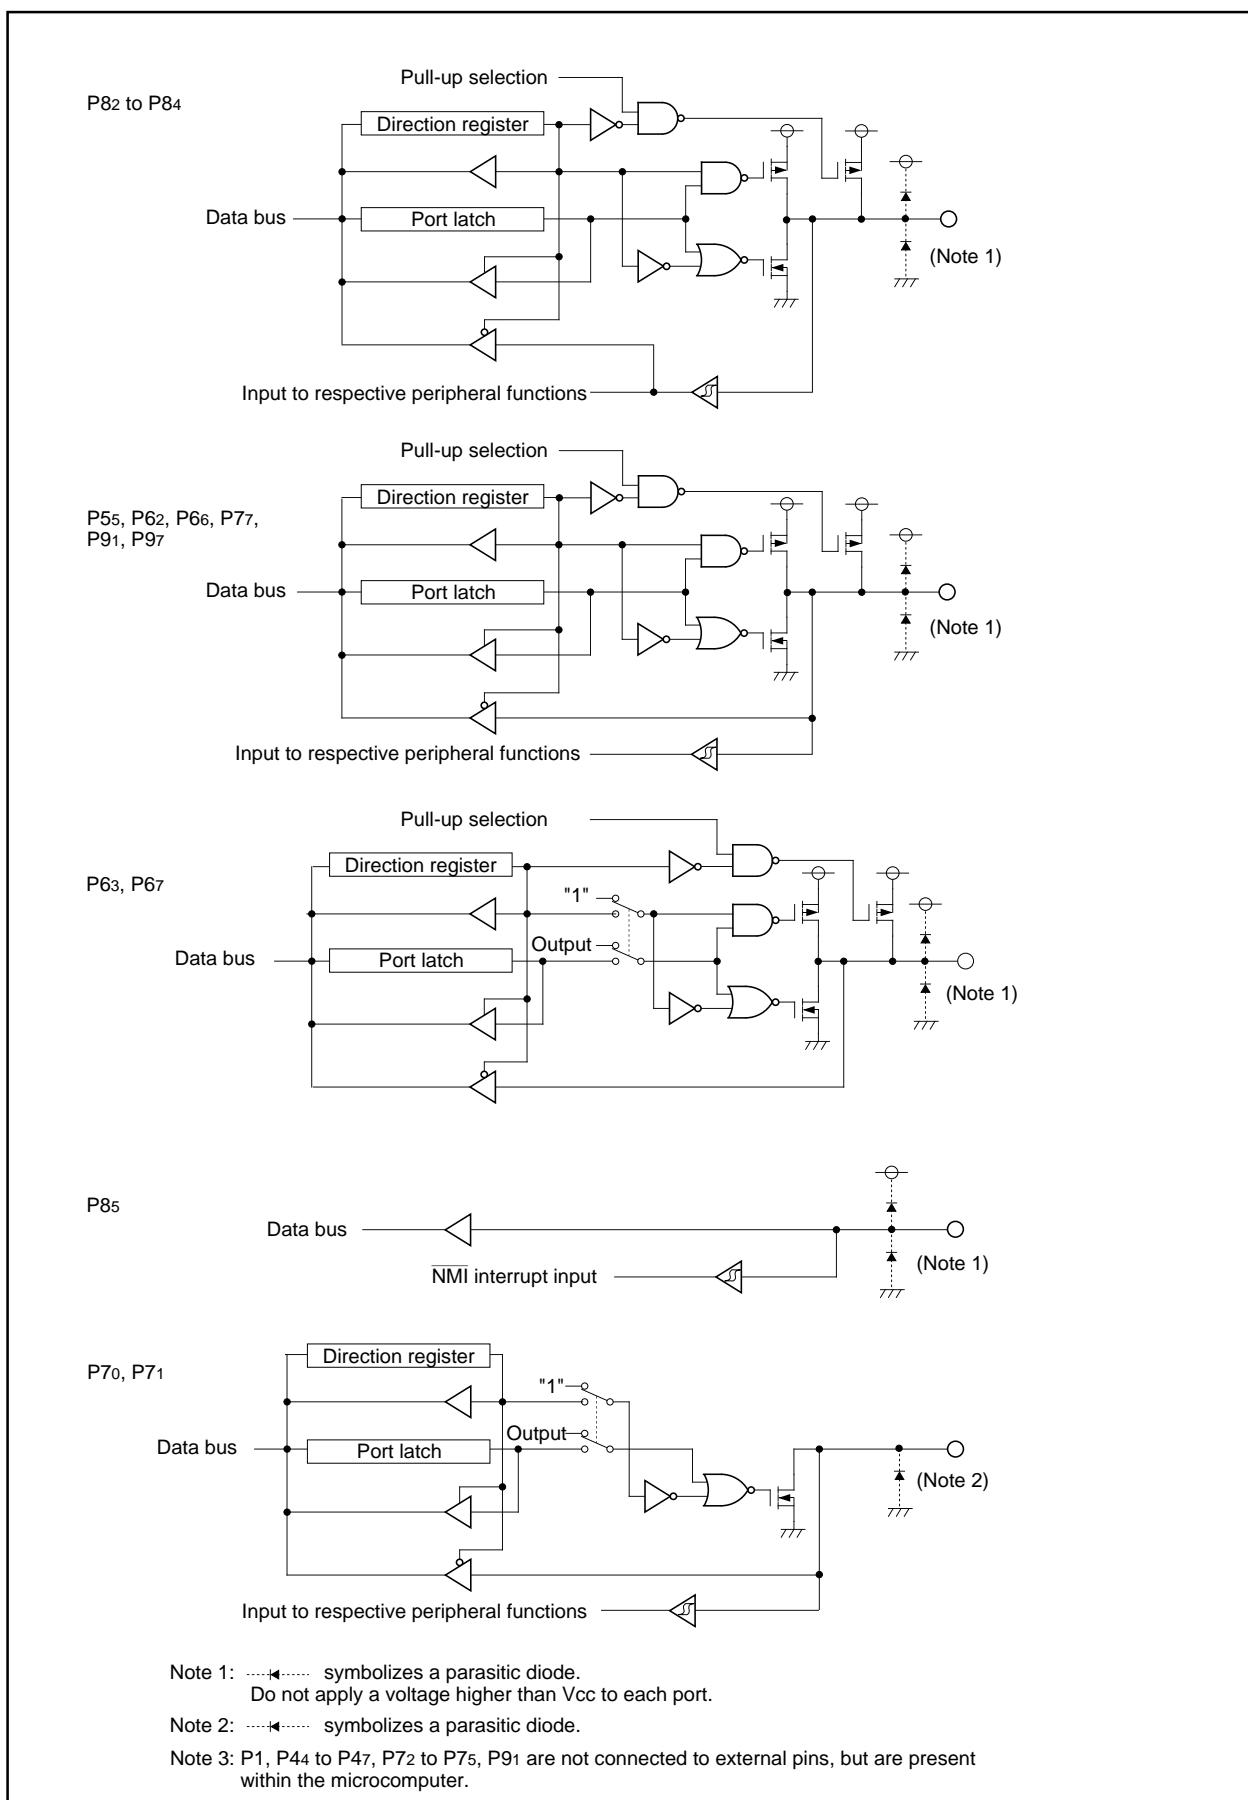 Pull-up selection
P82 to P84
Direction register
Data bus
Port latch
(Note 1)
Input to respective peripheral functions
Pull-up selection
Direction register
P55, P62, P66, P77,
P91, P97
Data bus
Port latch
(Note 1)
Input to respective peripheral functions
Pull-up selection
Direction register
P63, P67
"1"
Output
Data bus
Port latch
(Note 1)
P85
Data bus
(Note 1)
NMI interrupt input
Direction register
P70, P71
"1"
Output
Data bus
Port latch
(Note 2)
Input to respective peripheral functions
Note 1: symbolizes a parasitic diode.
Do not apply a voltage higher than Vcc to each port.
Note 2: symbolizes a parasitic diode.
Note 3: P1, P44 to P47, P72 to P75, P91 are not connected to external pins, but are present
within the microcomputer.